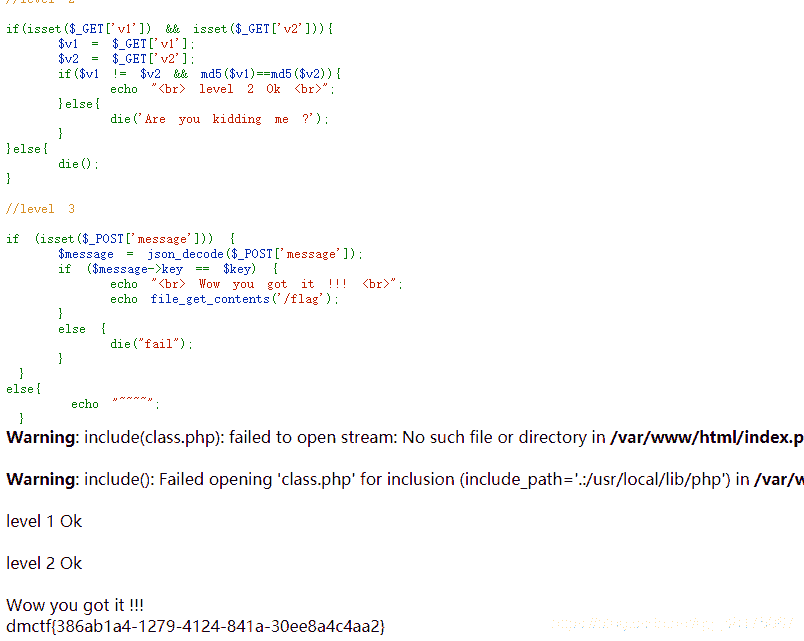 //level 2
if(isset($_GET['v1']) && isset($_GET['v2'])){
$v1 = $_GET['v1'];
$v2 = $_GET['v2'];
if($v1 != $v2 && md5($v1)==md5($v2)){
echo "<br> level 2 Ok <br>";
}else{
die('Are you kidding me ?');
}
}else{
die();
}
//level 3
if (isset($_POST['message'])) {
$message = json_decode($_POST['message']);
if ($message->key == $key) {
echo "<br> Wow you got it !!! <br>";
echo file_get_contents('/flag');
}
else {
die("fail");
}
}
else{
echo "~~~~";
}
Warning: include(class.php): failed to open stream: No such file or directory in /var/www/html/index.p
Warning: include(): Failed opening 'class.php' for inclusion (include_path='.:/usr/local/lib/php') in /var/w
level 1 Ok
level 2 Ok
Wow you got it !!!
dmctf{386ab1a4-1279-4124-841a-30ee8a4c4aa2}